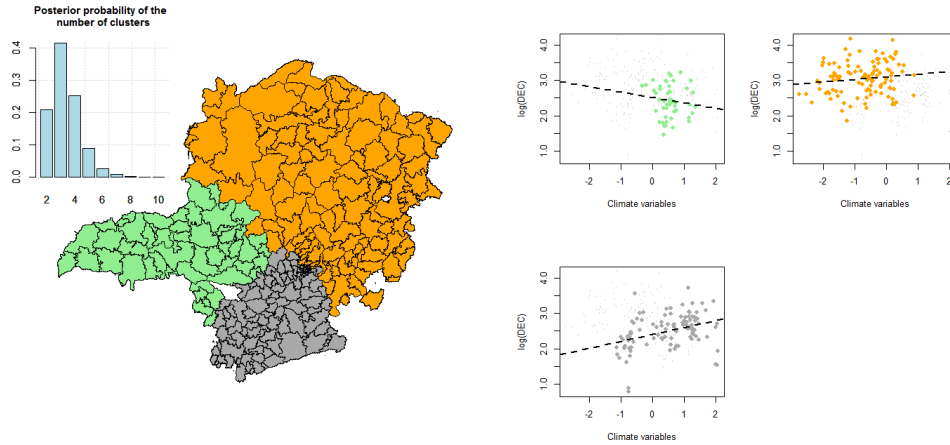 Posterior probability of the
number of clusters
0.4
0.3
0.2
0.1
0.0
2 4 6 8 10
4.0
3.0
2.0
1.0
log(DEC)
-2 -1 0 1 2
Climate variables
4.0
3.0
2.0
1.0
log(DEC)
-2 -1 0 1 2
Climate variables
4.0
3.0
2.0
1.0
log(DEC)
-2 -1 0 1 2
Climate variables